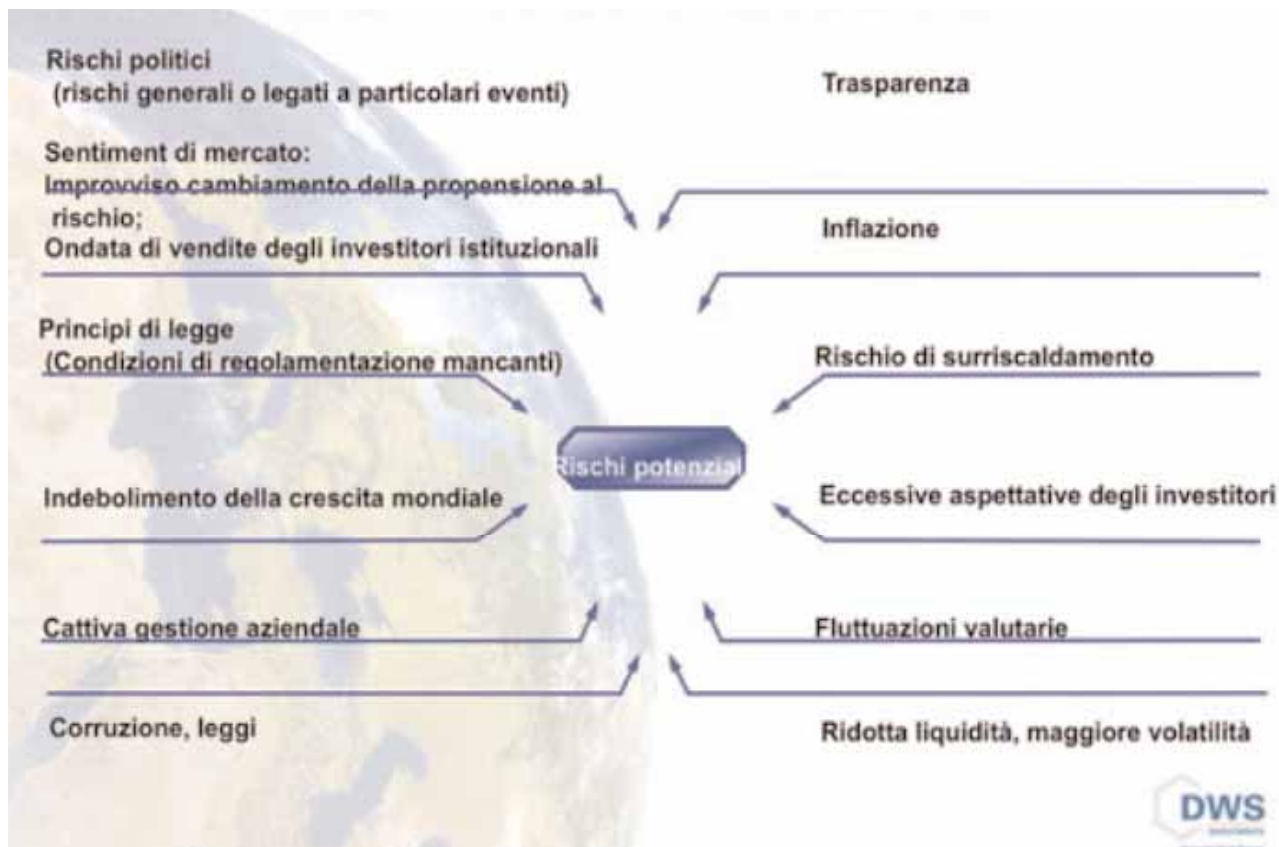 Rischi politici
(rischi generali o legati a particolari eventi)
Sentiment di mercato:
Improvviso cambiamento della propensione al
rischio;
Ondata di vendite degli investitori istituzionali
Principi di legge
(Condizioni di regolamentazione mancanti)
Indebolimento della crescita mondiale
Cattiva gestione aziendale
Corruzione, leggi
Rischi potenziali
Trasparenza
Inflazione
Rischio di surriscaldamento
Eccessive aspettative degli investitori
Fluttuazioni valutarie
Ridotta liquidità, maggiore volatilità
DWS